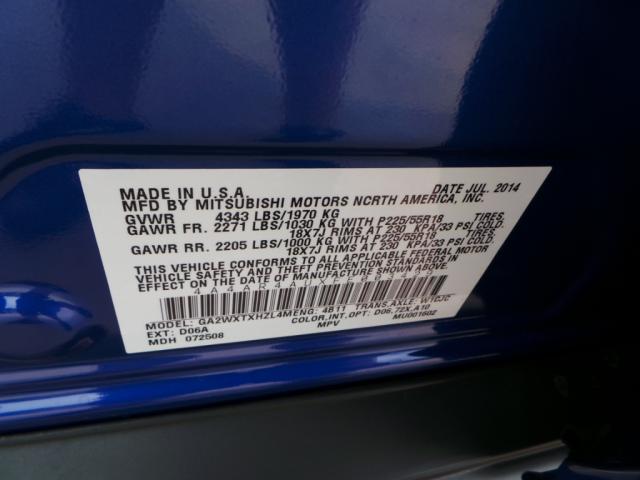 MADE IN U.S.A. DATE JUL. 2014
MFD BY MITSUBISHI MOTORS NORTH AMERICA, INC.
GVWR 4343 LBS/1970 KG
GAWR FR. 2271 LBS/1030 KG WITH P225/55R18 TIRES,
18X7J RIMS AT 230 KPA/33 PSI COLD.
GAWR RR. 2205 LBS/1000 KG WITH P225/55R18 TIRES,
18X7J RIMS AT 230 KPA/33 PSI COLD.
THIS VEHICLE CONFORMS TO ALL APPLICABLE FEDERAL MOTOR
VEHICLE SAFETY AND THEFT PREVENTION STANDARDS IN
EFFECT ON THE DATE OF MANUFACTURE SHOWN ABOVE.
MODEL: GA2WXTXHZL4M ENG: 4B11 TRANS,AXLE: W1CJC
EXT: D06A COLOR,INT,OPT: D06,72X,A10
MDH 072508 MPV MU001602